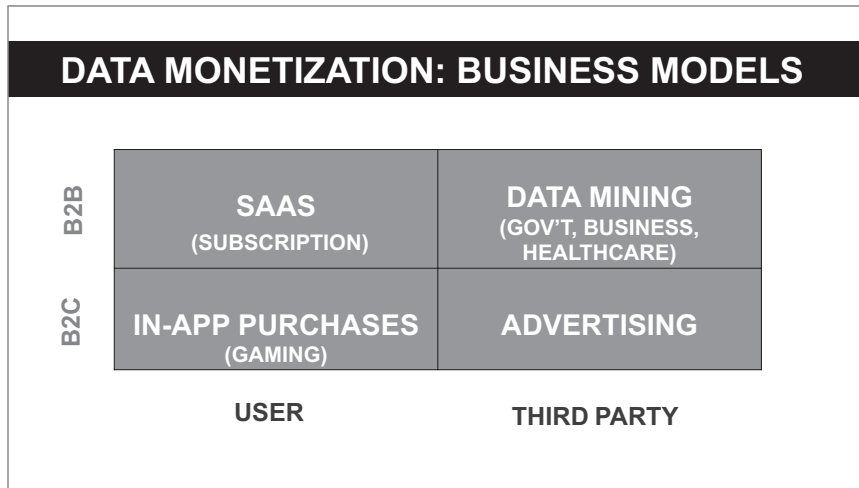 DATA MONETIZATION: BUSINESS MODELS
B2B
SAAS
(SUBSCRIPTION)
DATA MINING
(GOV’T, BUSINESS,
HEALTHCARE)
B2C
IN-APP PURCHASES
(GAMING)
ADVERTISING
USER
THIRD PARTY